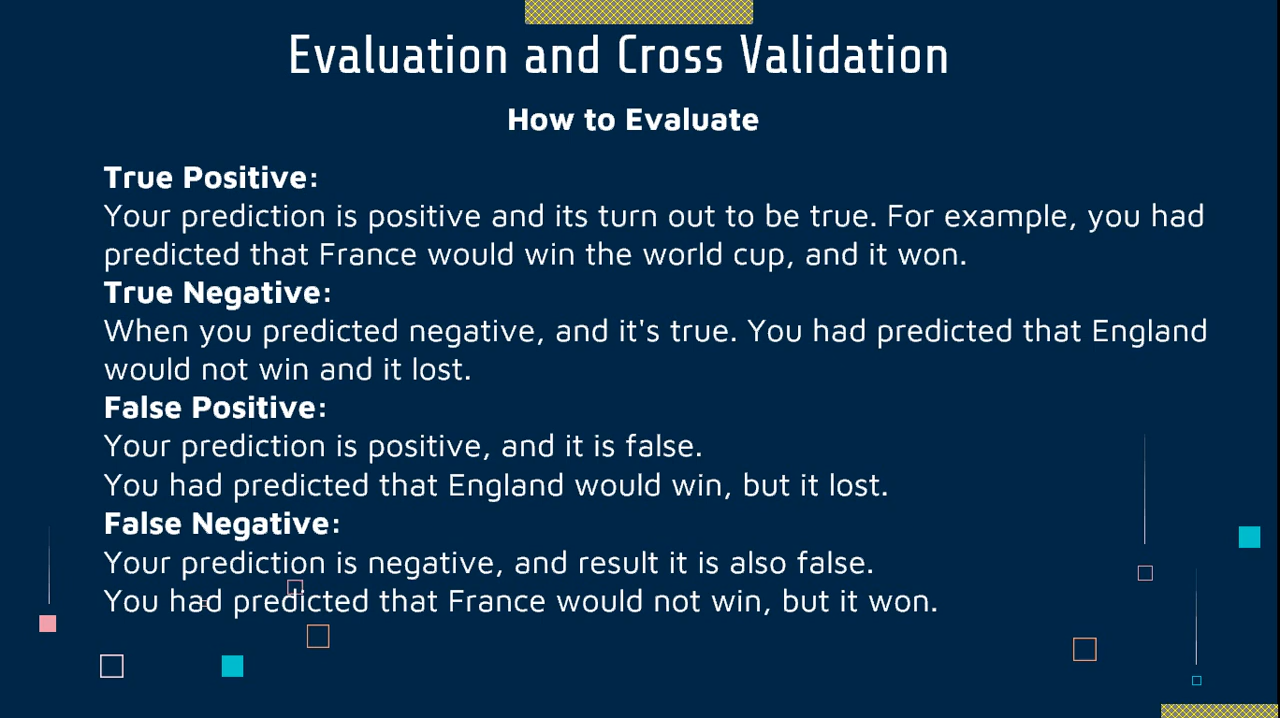 Evaluation and Cross Validation
How to Evaluate
True Positive:
Your prediction is positive and its turn out to be true. For example, you had
predicted that France would win the world cup, and it won.
True Negative:
When you predicted negative, and it's true. You had predicted that England
would not win and it lost.
False Positive:
Your prediction is positive, and it is false.
You had predicted that England would win, but it lost.
False Negative:
Your prediction is negative, and result it is also false.
You had predicted that France would not win, but it won.